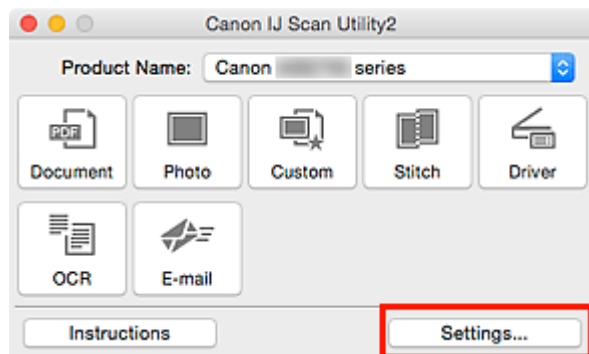 Canon IJ Scan Utility2
Product Name: Canon series
PDF
Document Photo Custom Stitch Driver
OCR E-mail
Instructions Settings...